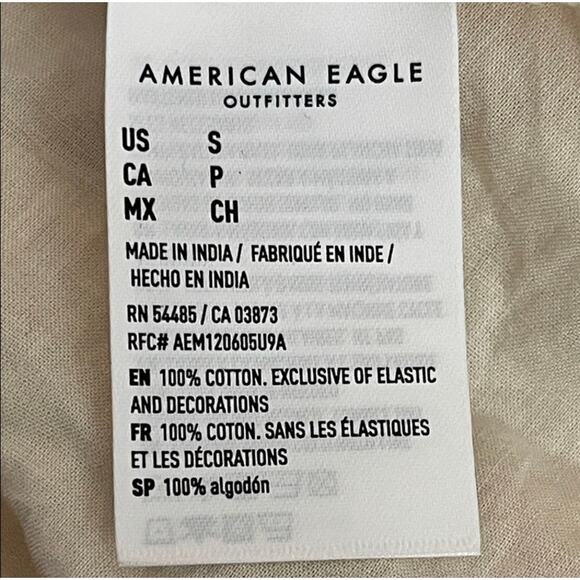 AMERICAN EAGLE
OUTFITTERS
US S
CA P
MX CH
MADE IN INDIA / FABRIQUÉ EN INDE /
HECHO EN INDIA
RN 54485 / CA 03873
RFC# AEM120605U9A
EN 100% COTTON. EXCLUSIVE OF ELASTIC
AND DECORATIONS
FR 100% COTON. SANS LES ÉLASTIQUES
ET LES DÉCORATIONS
SP 100% algodón